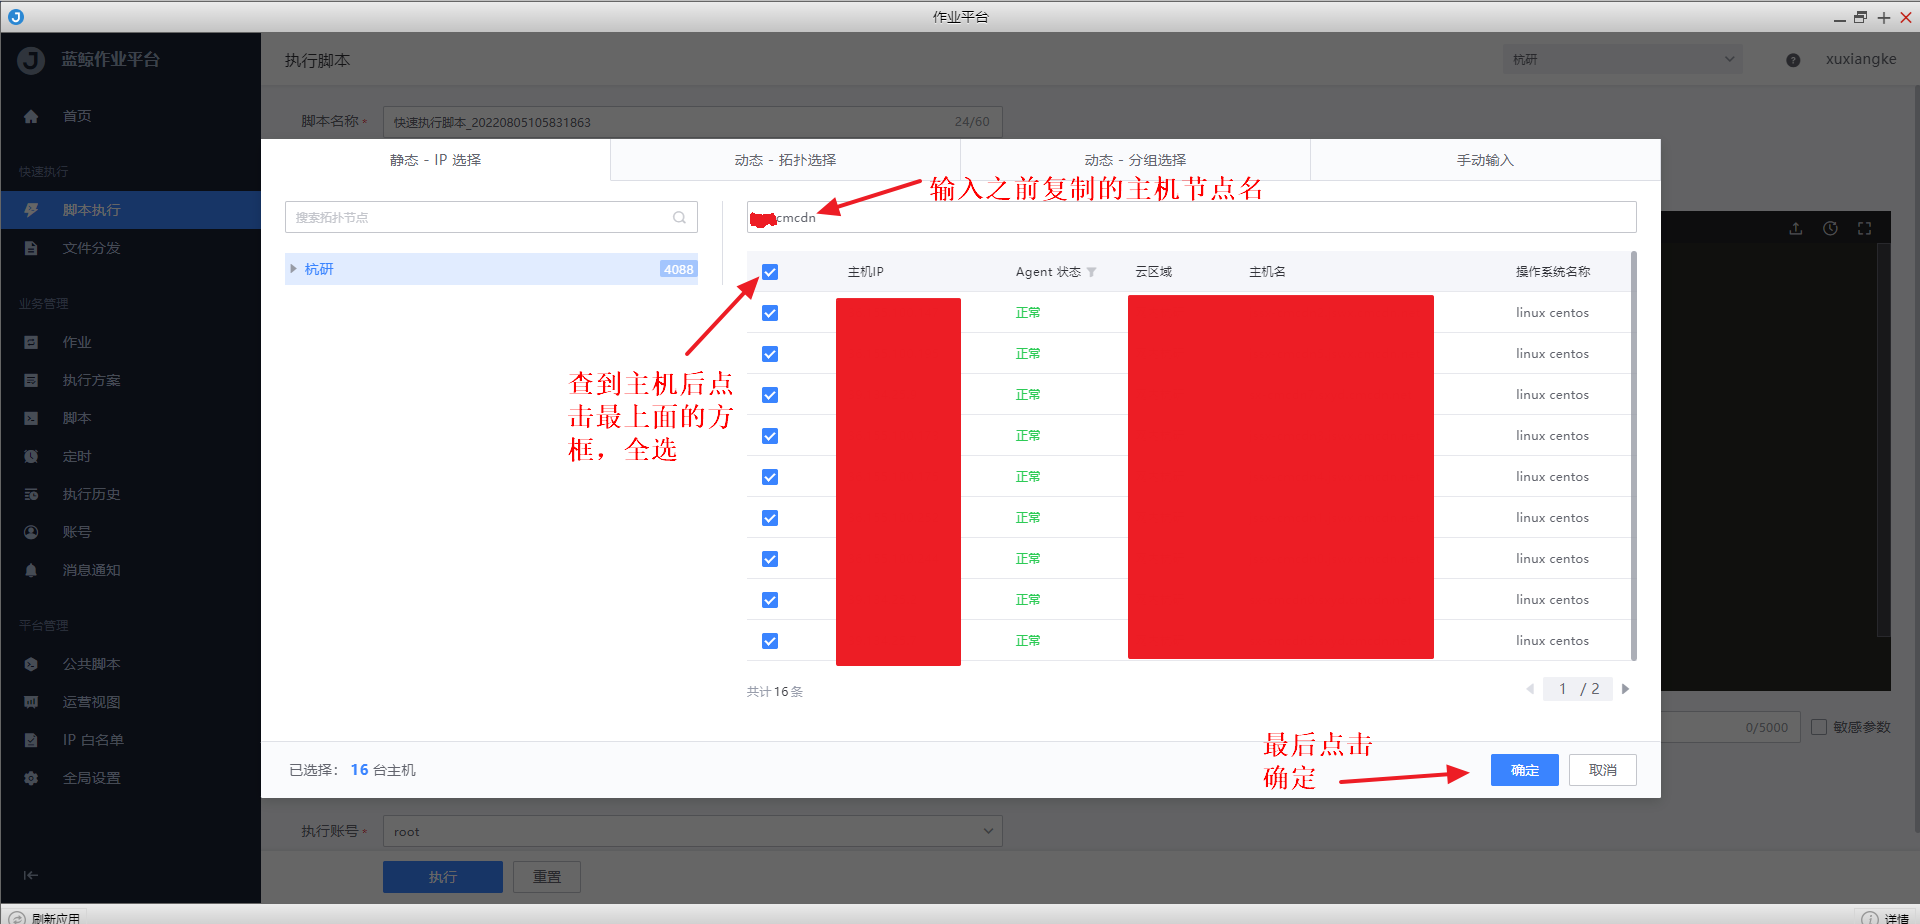 作业平台
蓝鲸作业平台
执行脚本
杭研
xuxiangke
首页
脚本名称*
快速执行脚本_20220805105831863
24/60
快速执行
脚本执行
文件分发
业务管理
作业
执行方案
脚本
定时
执行历史
账号
消息通知
平台管理
公共脚本
运营视图
IP 白名单
全局设置
静态 - IP 选择
动态 - 拓扑选择
动态 - 分组选择
手动输入
输入之前复制的主机节点名
搜索拓扑节点
cmcdn
杭研
4088
主机IP
Agent 状态
云区域
主机名
操作系统名称
正常
linux centos
正常
linux centos
正常
linux centos
正常
linux centos
正常
linux centos
正常
linux centos
正常
linux centos
正常
linux centos
正常
linux centos
查到主机后点
击最上面的方
框，全选
共计16条
1 / 2
0/5000
敏感参数
最后点击
确定
已选择： 16 台主机
确定
取消
执行账号*
root
执行
重置
刷新应用
详情